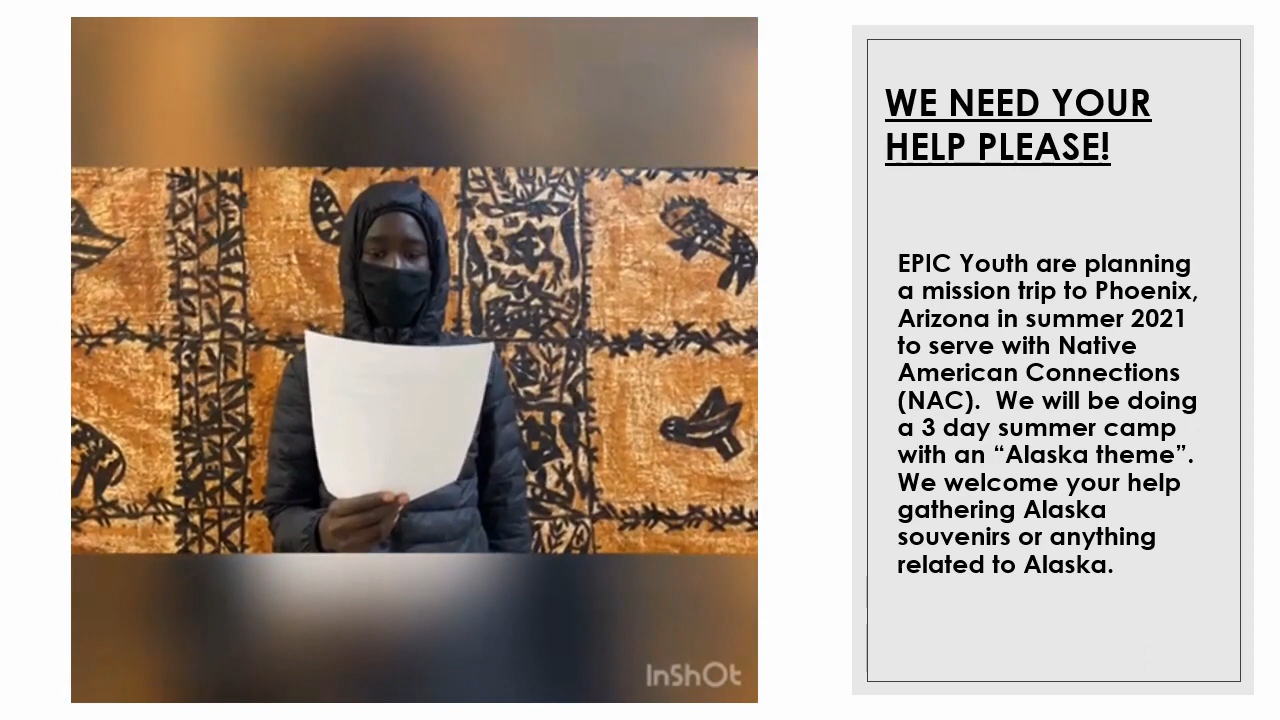 WE NEED YOUR
HELP PLEASE!
EPIC Youth are planning
a mission trip to Phoenix,
Arizona in summer 2021
to serve with Native
American Connections
(NAC).  We will be doing
a 3 day summer camp
with an “Alaska theme”.
We welcome your help
gathering Alaska
souvenirs or anything
related to Alaska.
InShOt